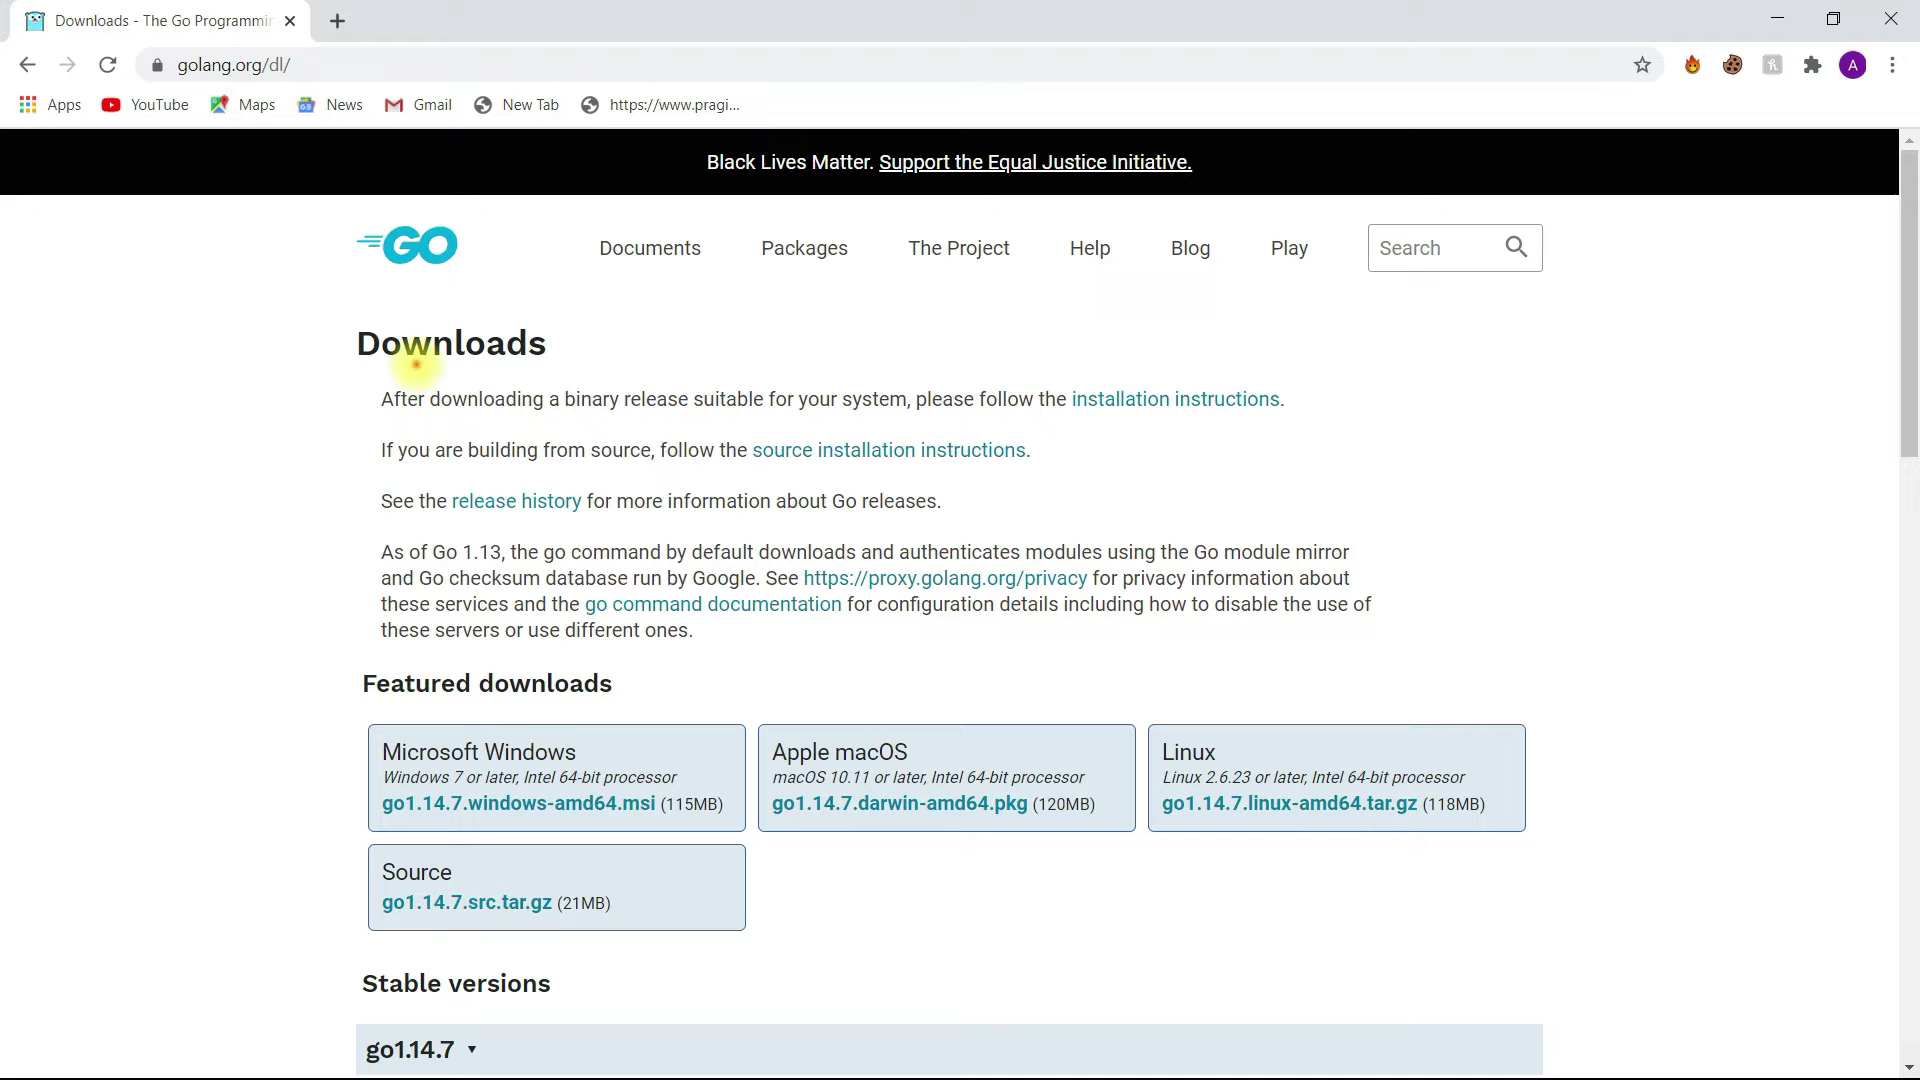 Downloads - The Go Programmin
golang.org/dl/
A
Apps
YouTube
Maps
News
Gmail
New Tab
https://www.pragi...
Black Lives Matter. Support the Equal Justice Initiative.
GO
Documents
Packages
The Project
Help
Blog
Play
Search
Downloads
After downloading a binary release suitable for your system, please follow the installation instructions.
If you are building from source, follow the source installation instructions.
See the release history for more information about Go releases.
As of Go 1.13, the go command by default downloads and authenticates modules using the Go module mirror
and Go checksum database run by Google. See https://proxy.golang.org/privacy for privacy information about
these services and the go command documentation for configuration details including how to disable the use of
these servers or use different ones.
Featured downloads
Microsoft Windows
Windows 7 or later, Intel 64-bit processor
go1.14.7.windows-amd64.msi (115MB)
Apple macOS
macOS 10.11 or later, Intel 64-bit processor
go1.14.7.darwin-amd64.pkg (120MB)
Linux
Linux 2.6.23 or later, Intel 64-bit processor
go1.14.7.linux-amd64.tar.gz (118MB)
Source
go1.14.7.src.tar.gz (21MB)
Stable versions
go1.14.7 ▾